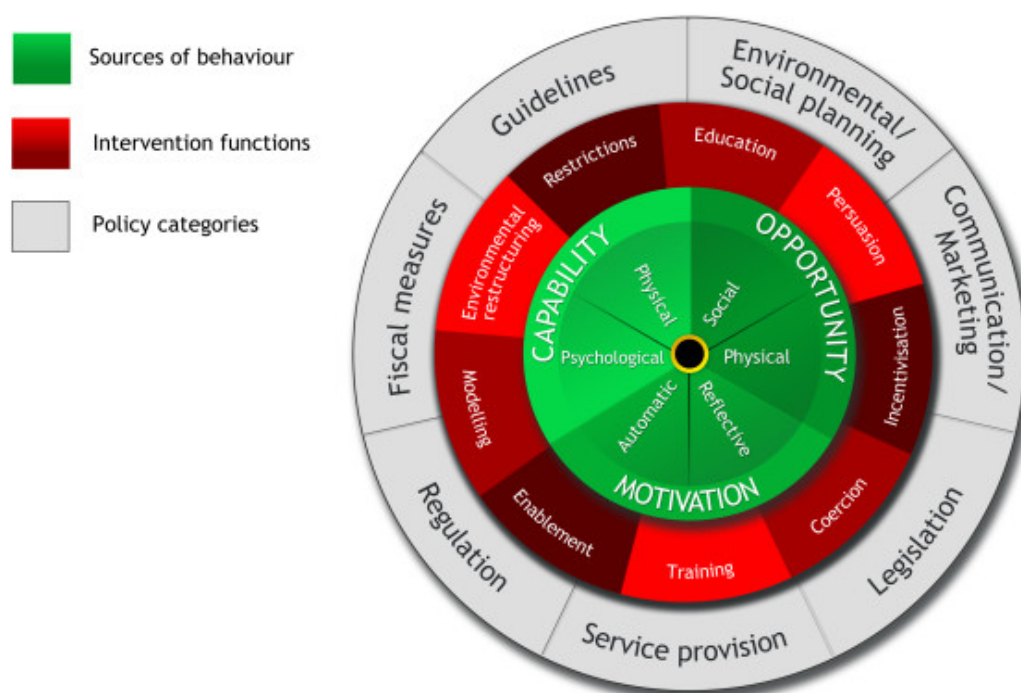 Sources of behaviour
Intervention functions
Policy categories
Guidelines
Environmental/
Social planning
Communication/
Marketing
Legislation
Service provision
Regulation
Fiscal measures
Restrictions
Education
Persuasion
Incentivisation
Coercion
Training
Enablement
Modelling
Environmental
restructuring
CAPABILITY
OPPORTUNITY
MOTIVATION
Physical
Social
Psychological
Physical
Automatic
Reflective